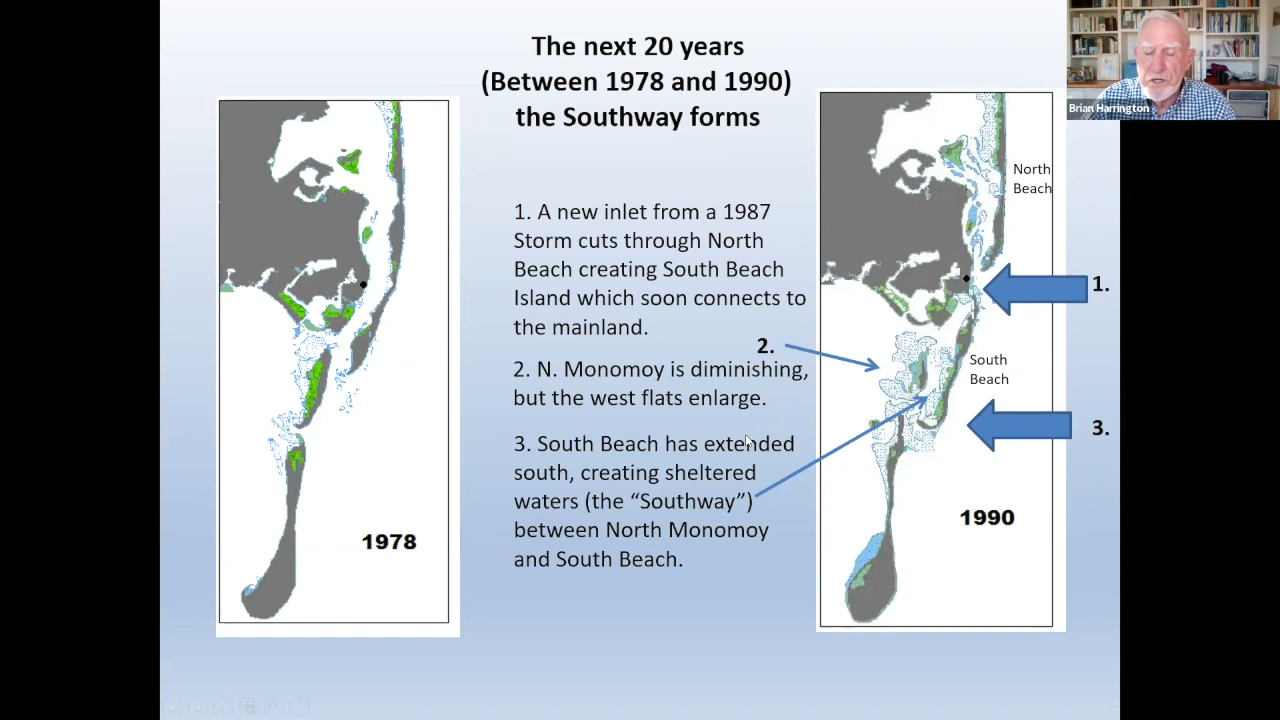 The next 20 years
(Between 1978 and 1990)
the Southway forms
Brian Harrington
North
Beach
1. A new inlet from a 1987
Storm cuts through North
Beach creating South Beach
Island which soon connects to
the mainland.
1.
2.
2. N. Monomoy is diminishing,
but the west flats enlarge.
South
Beach
3. South Beach has extended
south, creating sheltered
waters (the “Southway”)
between North Monomoy
and South Beach.
3.
1978
1990